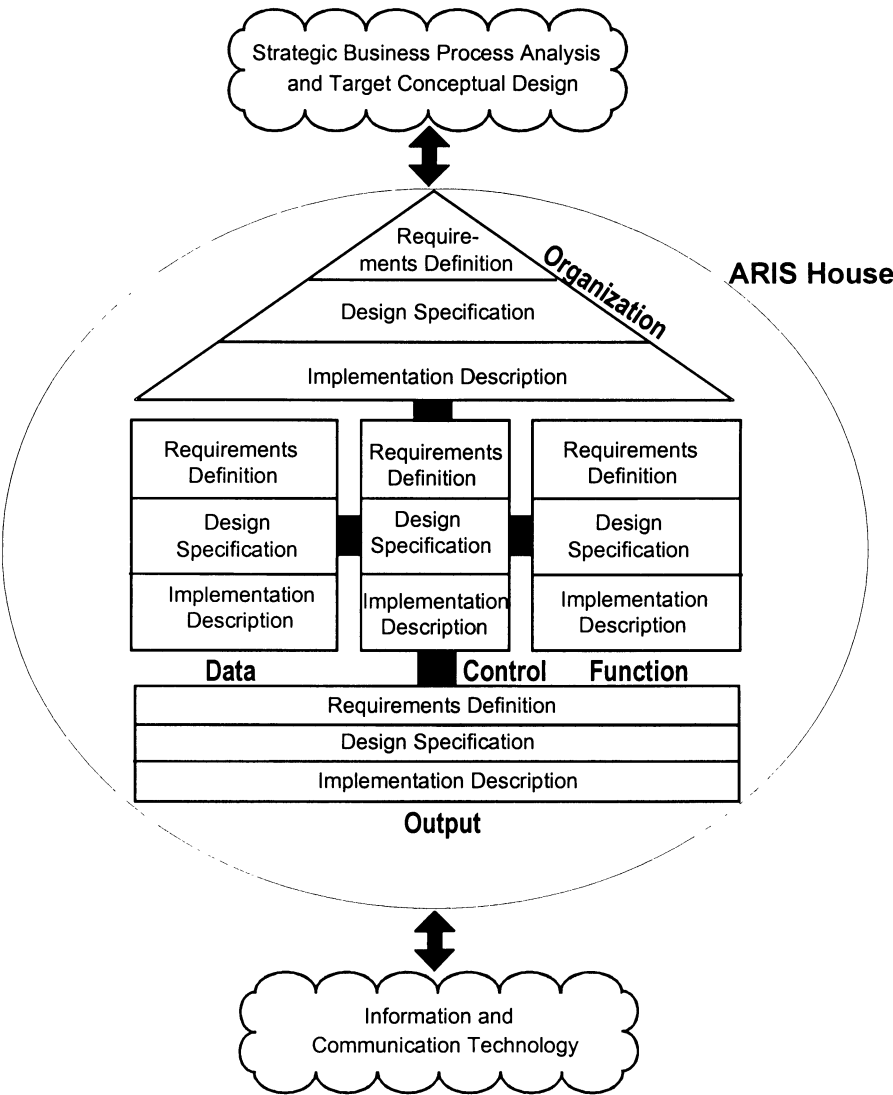 Strategic Business Process Analysis
and Target Conceptual Design
ARIS House
Organization
Require-
ments Definition
Design Specification
Implementation Description
Requirements
Definition
Design
Specification
Implementation
Description
Data
Requirements
Definition
Design
Specification
Implementation
Description
Control
Requirements
Definition
Design
Specification
Implementation
Description
Function
Requirements Definition
Design Specification
Implementation Description
Output
Information and
Communication Technology